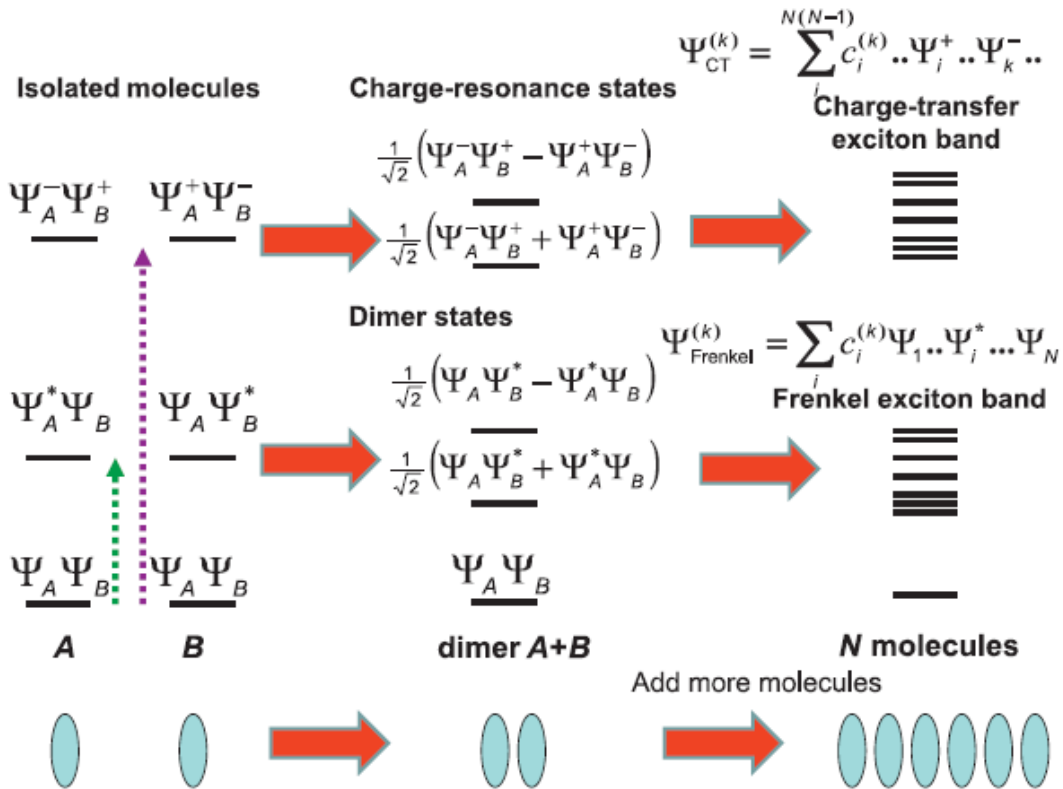 Ψ_CT^(k) = Σ_i^N(N−1) c_i^(k) ..Ψ_i^+..Ψ_k^-..
Isolated molecules
Charge-resonance states
Charge-transfer
exciton band
1/√2 (Ψ_A^-Ψ_B^+ − Ψ_A^+Ψ_B^-)
Ψ_A^-Ψ_B^+
Ψ_A^+Ψ_B^-
1/√2 (Ψ_A^-Ψ_B^+ + Ψ_A^+Ψ_B^-)
Dimer states
Ψ_Frenkel^(k) = Σ_i c_i^(k) Ψ_1..Ψ_i^*...Ψ_N
1/√2 (Ψ_AΨ_B^* − Ψ_A^*Ψ_B)
Frenkel exciton band
Ψ_A^*Ψ_B
Ψ_AΨ_B^*
1/√2 (Ψ_AΨ_B^* + Ψ_A^*Ψ_B)
Ψ_AΨ_B
Ψ_AΨ_B
Ψ_AΨ_B
A
B
dimer A+B
N molecules
Add more molecules